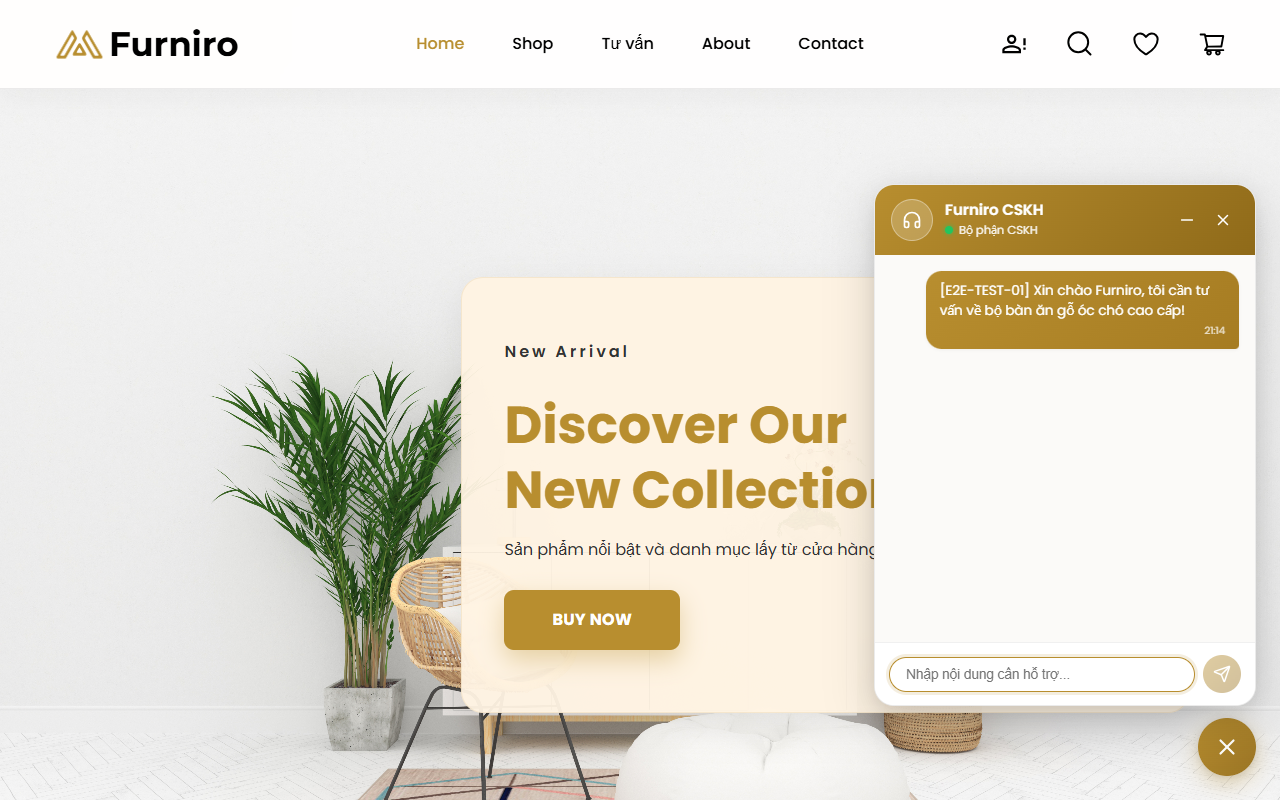 Furniro
Home
Shop
Tư vấn
About
Contact
Furniro CSKH
Bộ phận CSKH
[E2E-TEST-01] Xin chào Furniro, tôi cần tư
vấn về bộ bàn ăn gỗ óc chó cao cấp!
21:14
New Arrival
Discover Our
New Collection
Sản phẩm nổi bật và danh mục lấy từ cửa hàng
BUY NOW
Nhập nội dung cần hỗ trợ...